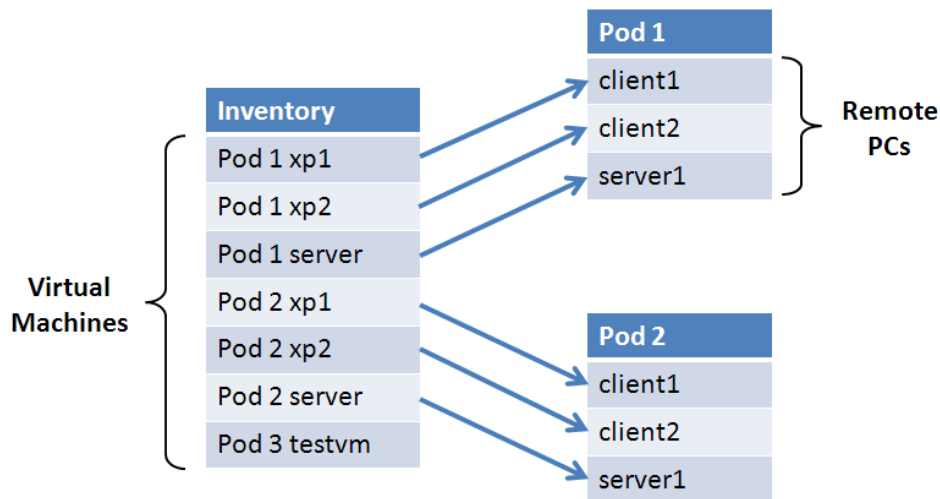 Virtual
Machines
Inventory
Pod 1 xp1
Pod 1 xp2
Pod 1 server
Pod 2 xp1
Pod 2 xp2
Pod 2 server
Pod 3 testvm
Pod 1
client1
client2
server1
Remote
PCs
Pod 2
client1
client2
server1